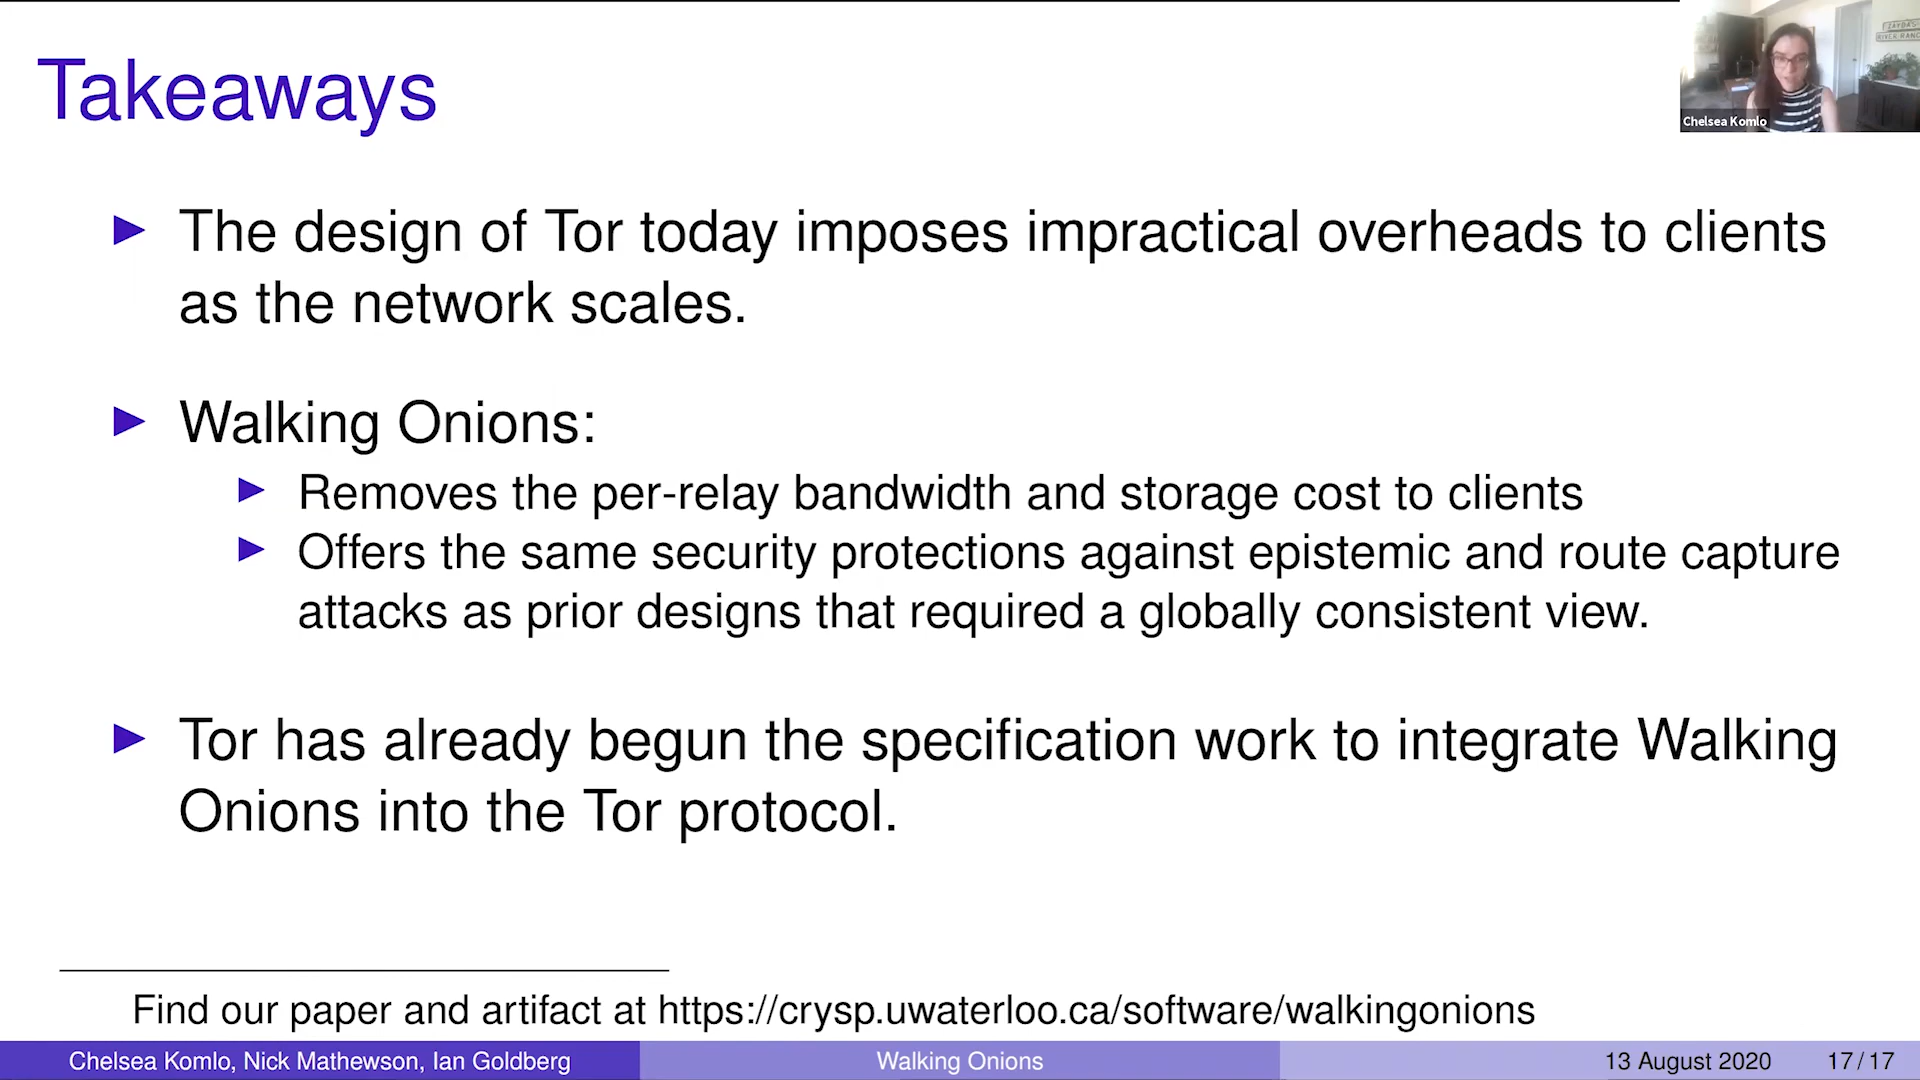 Takeaways
ZAYDA'S
RIVER RANCH
Chelsea Komlo
The design of Tor today imposes impractical overheads to clients
as the network scales.
Walking Onions:
Removes the per-relay bandwidth and storage cost to clients
Offers the same security protections against epistemic and route capture
attacks as prior designs that required a globally consistent view.
Tor has already begun the specification work to integrate Walking
Onions into the Tor protocol.
Find our paper and artifact at https://crysp.uwaterloo.ca/software/walkingonions
Chelsea Komlo, Nick Mathewson, Ian Goldberg
Walking Onions
13 August 2020
17 / 17